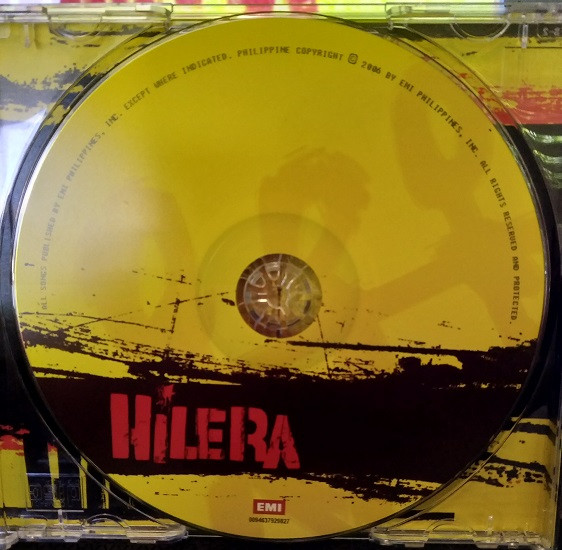 ALL SONGS PUBLISHED BY EMI PHILIPPINES, INC. EXCEPT WHERE INDICATED. PHILIPPINE COPYRIGHT © 2006 BY EMI PHILIPPINES, INC. ALL RIGHTS RESERVED AND PROTECTED.
HiLERA
EMI
0094637529827